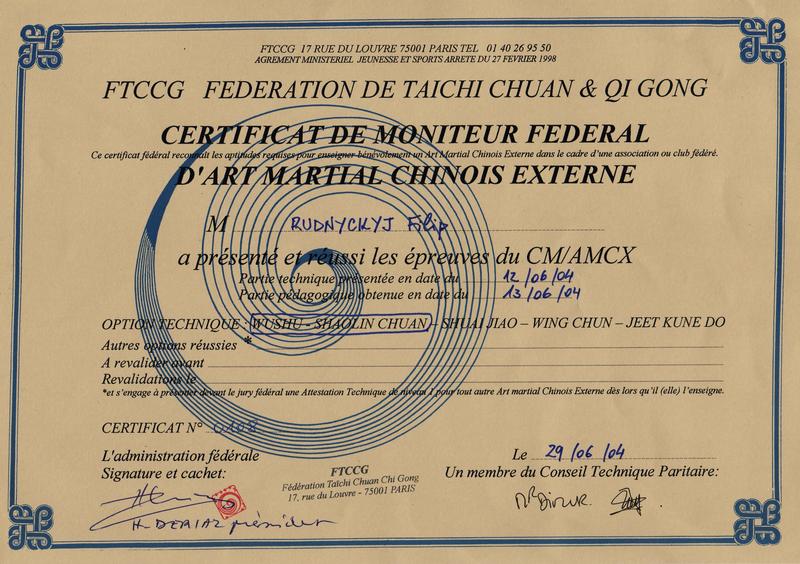 FTCCG 17 RUE DU LOUVRE 75001 PARIS TEL 01 40 26 95 50
AGREMENT MINISTERIEL JEUNESSE ET SPORTS ARRETE DU 27 FEVRIER 1998
FTCCG FEDERATION DE TAICHI CHUAN & QI GONG
CERTIFICAT DE MONITEUR FEDERAL
Ce certificat fédéral reconnaît les aptitudes requises pour enseigner bénévolement un Art Martial Chinois Externe dans le cadre d'une association ou club fédéré.
D'ART MARTIAL CHINOIS EXTERNE
M RUDNYCKYJ Filip
a présenté et réussi les épreuves du CM/AMCX
Partie technique présentée en date du 12/06/04
Partie pédagogique obtenue en date du 13/06/04
OPTION TECHNIQUE : WUSHU - SHAOLIN CHUAN – SHUAI JIAO – WING CHUN – JEET KUNE DO
Autres options réussies *
A revalider avant
Revalidations le
*et s'engage à présenter devant le jury fédéral une Attestation Technique de niveau 1 pour tout autre Art martial Chinois Externe dès lors qu'il (elle) l'enseigne.
CERTIFICAT N° 0108
L'administration fédérale
Signature et cachet:
H. DERIAZ président
FTCCG
Fédération Taïchi Chuan Chi Gong
17, rue du Louvre - 75001 PARIS
Le 29/06/04
Un membre du Conseil Technique Paritaire: